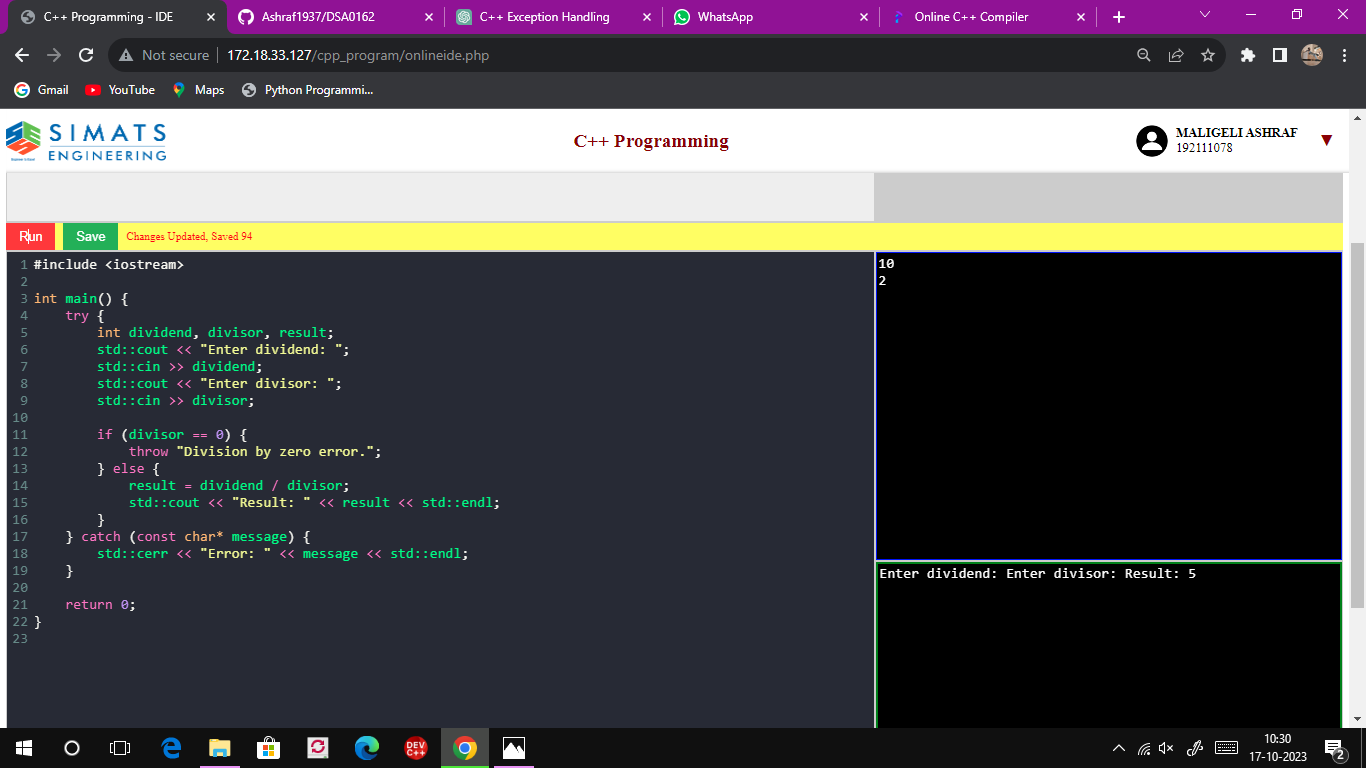 C++ Programming - IDE
Ashraf1937/DSA0162
C++ Exception Handling
WhatsApp
Online C++ Compiler
Not secure
172.18.33.127/cpp_program/onlineide.php
Gmail
YouTube
Maps
Python Programmi...
SIMATS
ENGINEERING
C++ Programming
MALIGELI ASHRAF
192111078
Run
Save
Changes Updated, Saved 94
1 #include <iostream>
2
3 int main() {
4     try {
5         int dividend, divisor, result;
6         std::cout << "Enter dividend: ";
7         std::cin >> dividend;
8         std::cout << "Enter divisor: ";
9         std::cin >> divisor;
10
11         if (divisor == 0) {
12             throw "Division by zero error.";
13         } else {
14             result = dividend / divisor;
15             std::cout << "Result: " << result << std::endl;
16         }
17     } catch (const char* message) {
18         std::cerr << "Error: " << message << std::endl;
19     }
20
21     return 0;
22 }
23
10
2
Enter dividend: Enter divisor: Result: 5
DEV
C++
10:30
17-10-2023
2